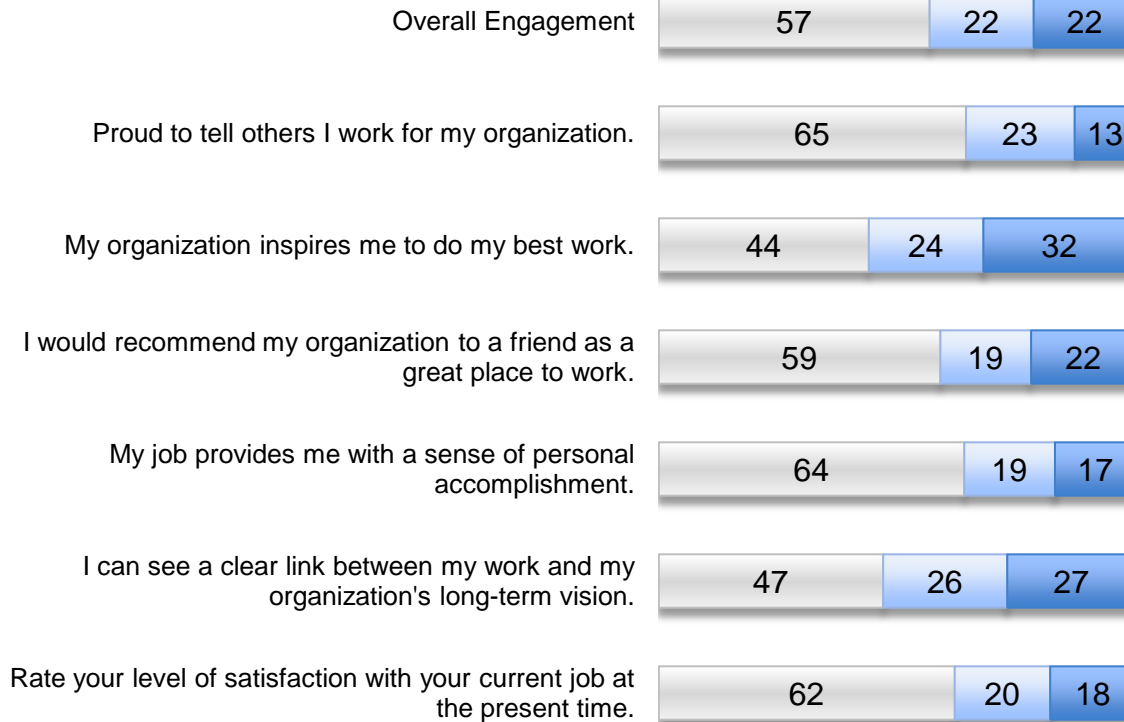 Overall Engagement 57 22 22
Proud to tell others I work for my organization. 65 23 13
My organization inspires me to do my best work. 44 24 32
I would recommend my organization to a friend as a
great place to work. 59 19 22
My job provides me with a sense of personal
accomplishment. 64 19 17
I can see a clear link between my work and my
organization's long-term vision. 47 26 27
Rate your level of satisfaction with your current job at
the present time. 62 20 18